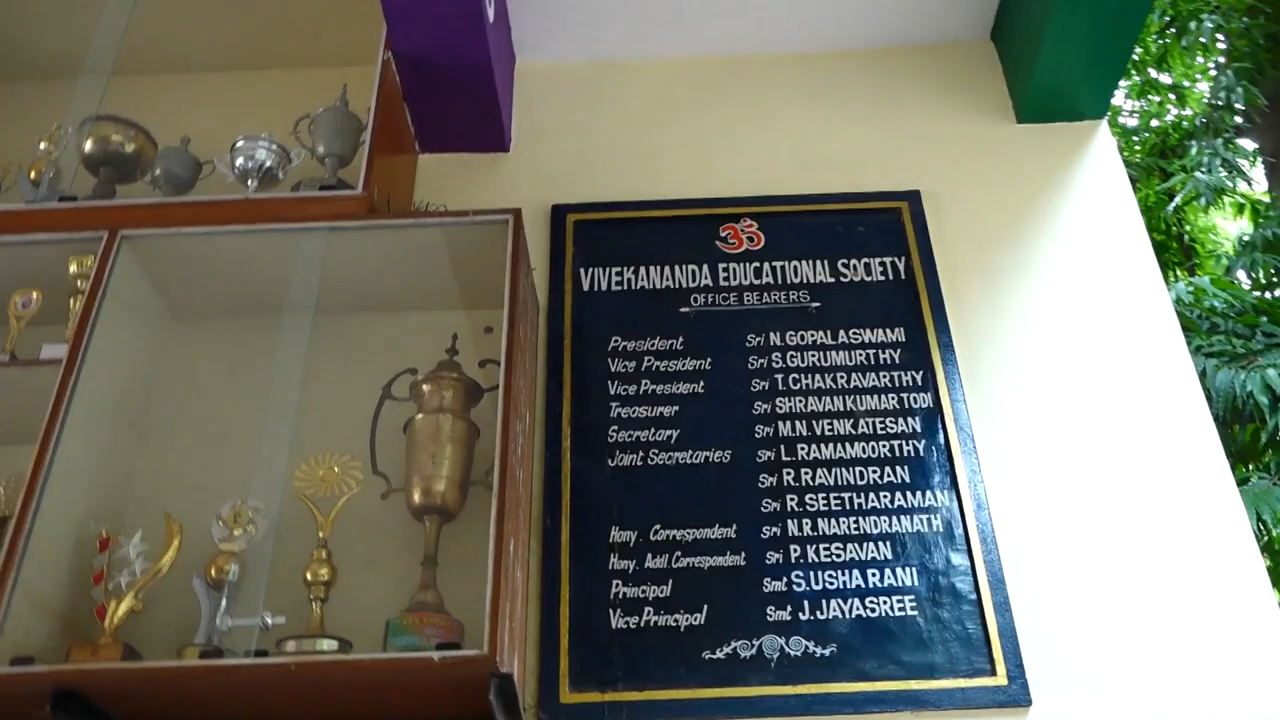 ॐ
VIVEKANANDA EDUCATIONAL SOCIETY
OFFICE BEARERS
President Sri N. GOPALASWAMI
Vice President Sri S. GURUMURTHY
Vice President Sri T. CHAKRAVARTHY
Treasurer Sri SHRAVAN KUMAR TODI
Secretary Sri M.N. VENKATESAN
Joint Secretaries Sri L. RAMAMOORTHY
Sri R. RAVINDRAN
Sri R. SEETHARAMAN
Hony. Correspondent Sri N.R. NARENDRANATH
Hony. Addl. Correspondent Sri P. KESAVAN
Principal Smt S. USHA RANI
Vice Principal Smt J. JAYASREE